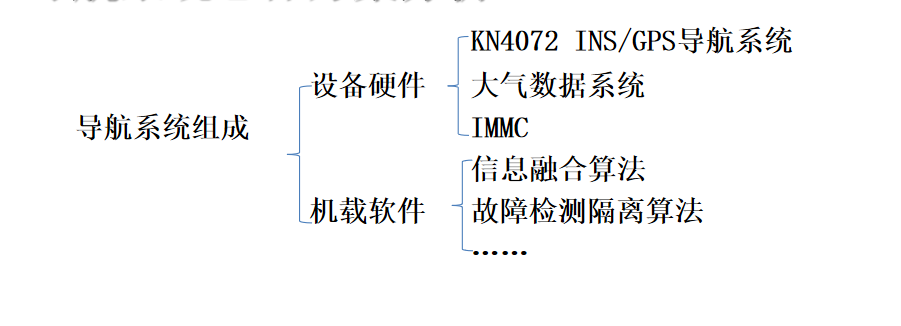 导航系统组成
设备硬件
KN4072 INS/GPS导航系统
大气数据系统
IMMC
机载软件
信息融合算法
故障检测隔离算法
……